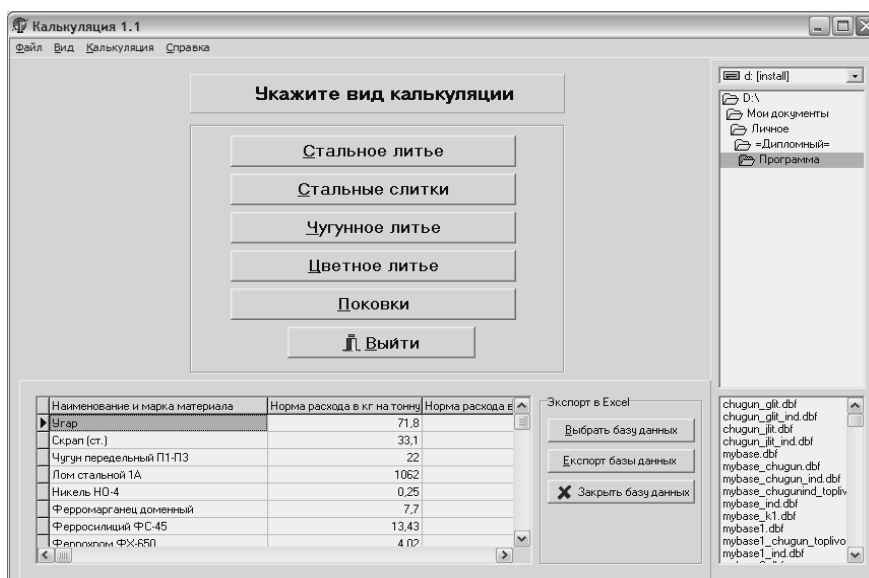 Калькуляция 1.1
Файл Вид Калькуляция Справка
Укажите вид калькуляции
Стальное литье
Стальные слитки
Чугунное литье
Цветное литье
Поковки
Выйти
d: [install]
D:\
Мои документы
Личное
=Дипломный=
Программа
Наименование и марка материала Норма расхода в кг на тонну Норма расхода в
Угар 71,8
Скрап (ст.) 33,1
Чугун передельный П1-П3 22
Лом стальной 1А 1062
Никель НО-4 0,25
Ферромарганец доменный 7,7
Ферросилиций ФС-45 13,43
Феррохром ФХ-650 4,02
Экспорт в Excel
Выбрать базу данных
Експорт базы данных
Закрыть базу данных
chugun_glit.dbf
chugun_glit_ind.dbf
chugun_jlit.dbf
chugun_jlit_ind.dbf
mybase.dbf
mybase_chugun.dbf
mybase_chugun_ind.dbf
mybase_chugunind_topliv
mybase_ind.dbf
mybase_k1.dbf
mybase1.dbf
mybase1_chugun_toplivo
mybase1_ind.dbf